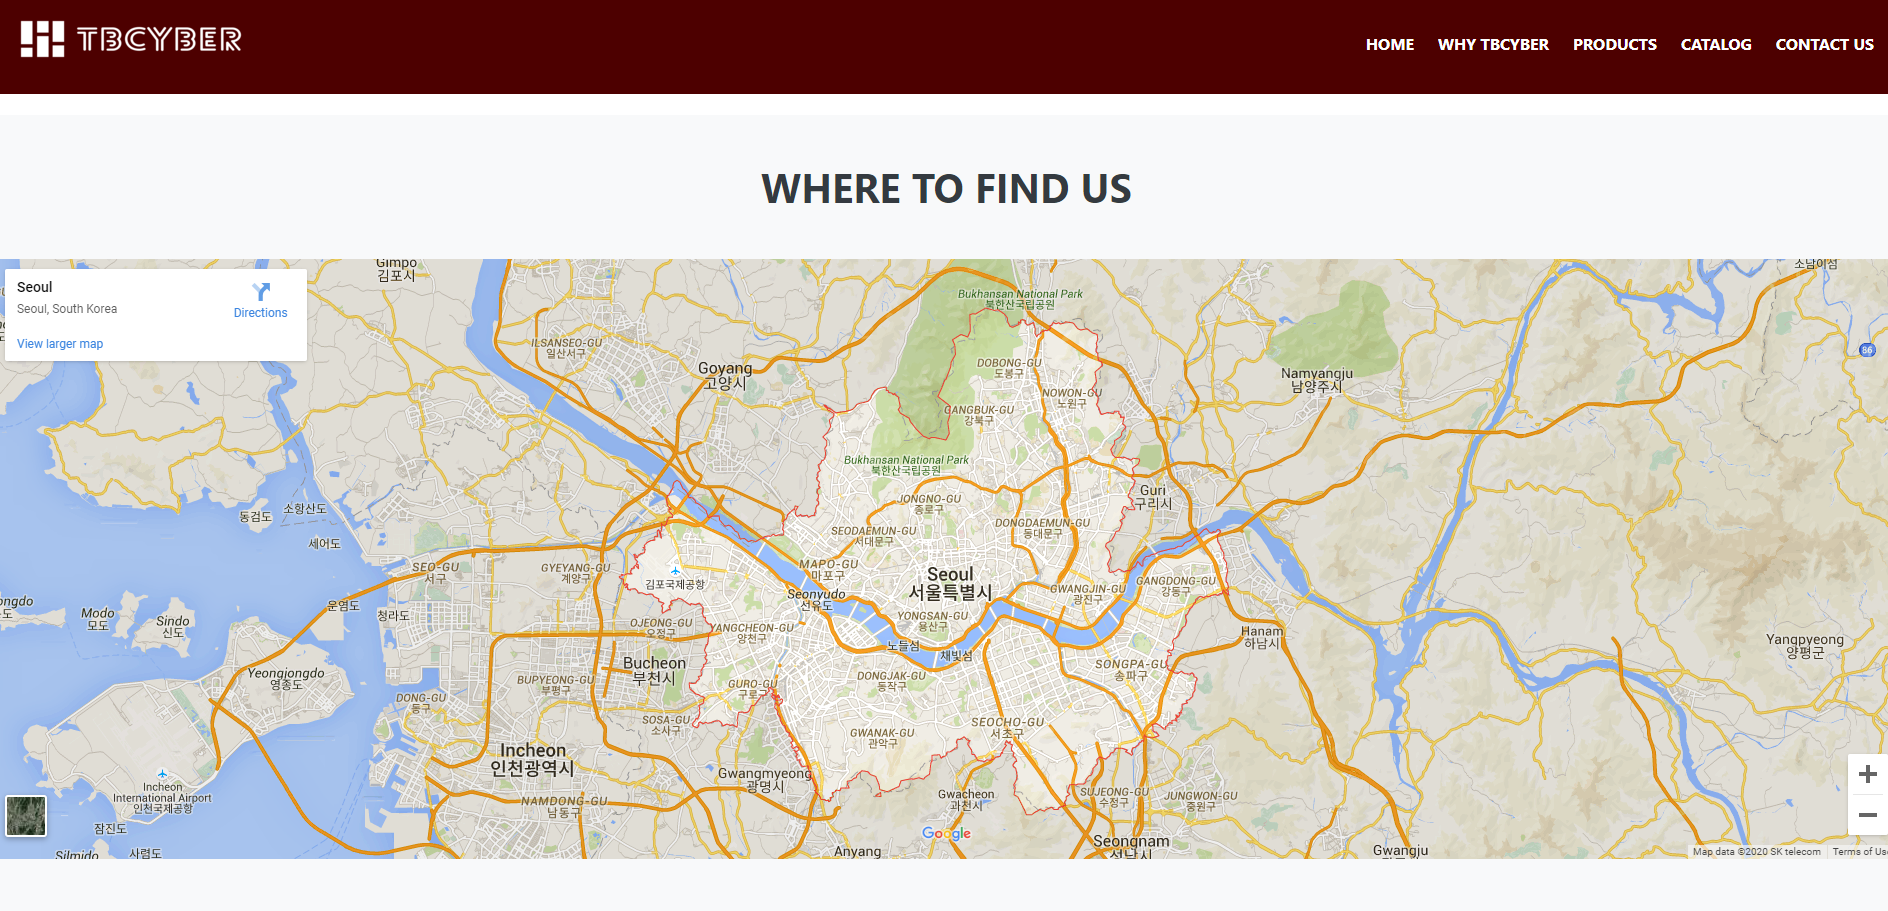 TBCYBER
HOME
WHY TBCYBER
PRODUCTS
CATALOG
CONTACT US
WHERE TO FIND US
Seoul
Seoul, South Korea
Directions
View larger map
Gimpo
김포시
Bukhansan National Park
북한산국립공원
86
ILSANSEO-GU
일산서구
Goyang
고양시
DOBONG-GU
도봉구
Namyangju
남양주시
NOWON-GU
노원구
GANGBUK-GU
강북구
Bukhansan National Park
북한산국립공원
Guri
구리시
JONGNO-GU
종로구
동검도
소항산도
세어도
SEODAEMUN-GU
서대문구
DONGDAEMUN-GU
동대문구
SEO-GU
서구
GYEYANG-GU
계양구
김포국제공항
MAPO-GU
마포구
Seoul
서울특별시
GWANGJIN-GU
광진구
GANGDONG-GU
강동구
Seonyudo
선유도
Modo
모도
Sindo
신도
운염도
청라도
OJEONG-GU
오정구
YANGCHEON-GU
양천구
YONGSAN-GU
용산구
노들섬
채빛섬
Hanam
하남시
Yangpyeong
양평군
Yeongjongdo
영종도
Bucheon
부천시
BUPYEONG-GU
부평구
GURO-GU
구로구
DONGJAK-GU
동작구
SONGPA-GU
송파구
DONG-GU
동구
SOSA-GU
소사구
GWANAK-GU
관악구
SEOCHO-GU
서초구
Incheon
인천광역시
Gwangmyeong
광명시
Incheon
International Airport
인천국제공항
NAMDONG-GU
남동구
Gwacheon
과천시
SUJEONG-GU
수정구
JUNGWON-GU
중원구
잠진도
Google
Seongnam
성남시
Silmido
사렴도
Anyang
Gwangju
Map data ©2020 SK telecom
Terms of Us